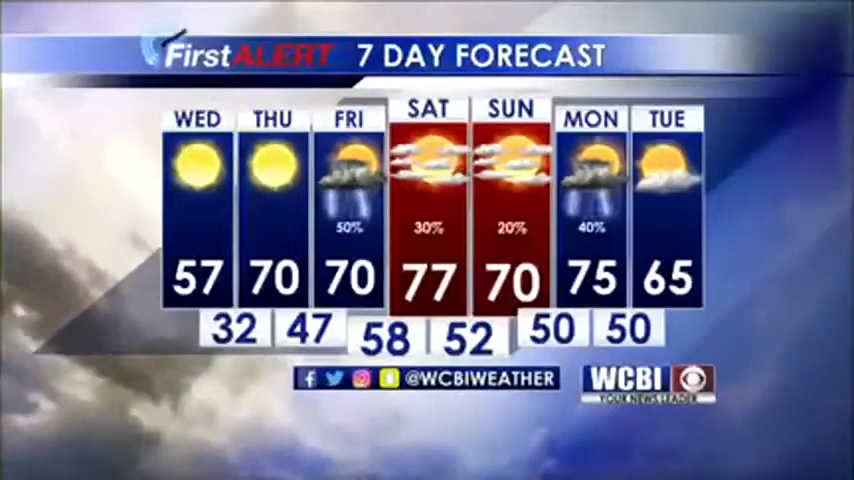 FirstALERT 7 DAY FORECAST
WED THU FRI SAT SUN MON TUE
50% 30% 20% 40%
57 70 70 77 70 75 65
32 47 58 52 50 50
@WCBIWEATHER
WCBI
YOUR NEWS LEADER